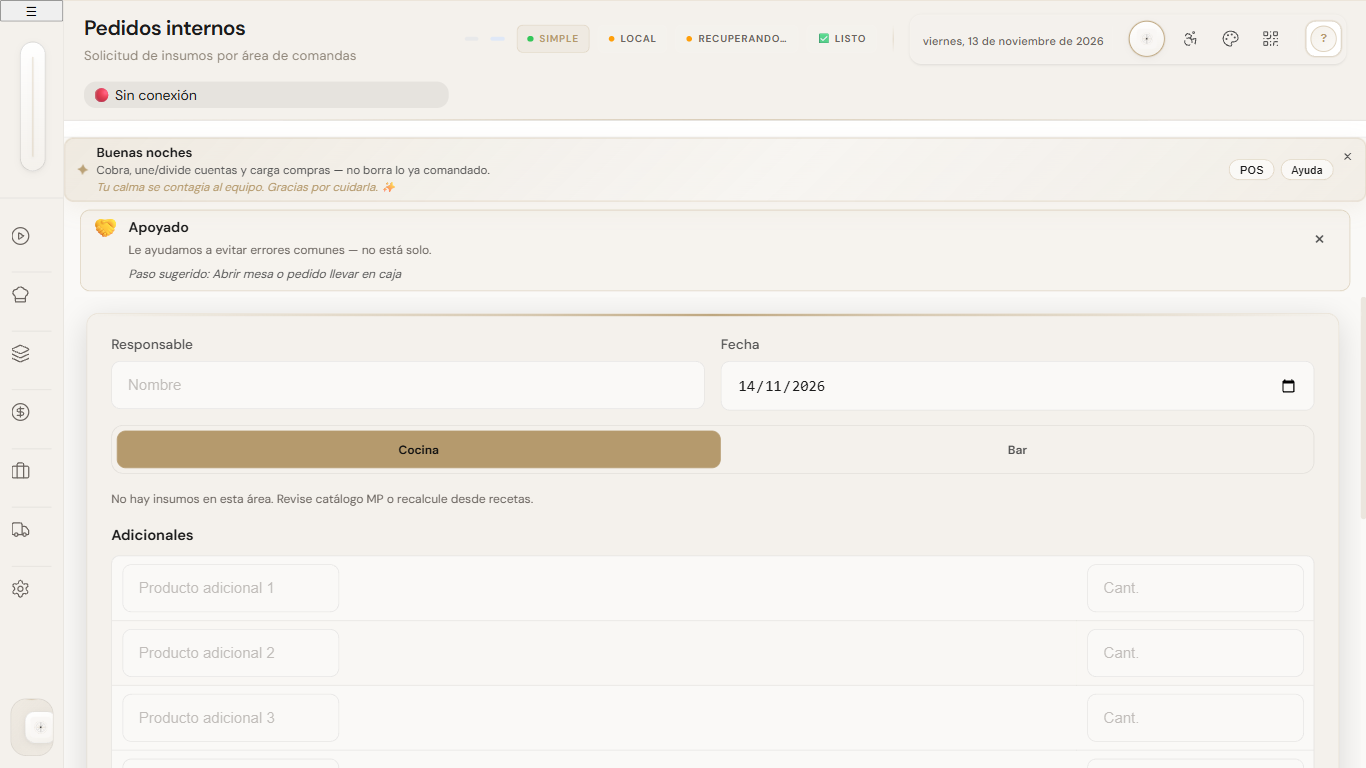 ☰
Pedidos internos
Solicitud de insumos por área de comandas
SIMPLE
LOCAL
RECUPERANDO…
LISTO
viernes, 13 de noviembre de 2026
?
Sin conexión
Buenas noches
Cobra, une/divide cuentas y carga compras — no borra lo ya comandado.
Tu calma se contagia al equipo. Gracias por cuidarla. ✨
POS
Ayuda
×
Apoyado
Le ayudamos a evitar errores comunes — no está solo.
Paso sugerido: Abrir mesa o pedido llevar en caja
×
Responsable
Fecha
Nombre
14/11/2026
Cocina
Bar
No hay insumos en esta área. Revise catálogo MP o recalcule desde recetas.
Adicionales
Producto adicional 1
Cant.
Producto adicional 2
Cant.
Producto adicional 3
Cant.